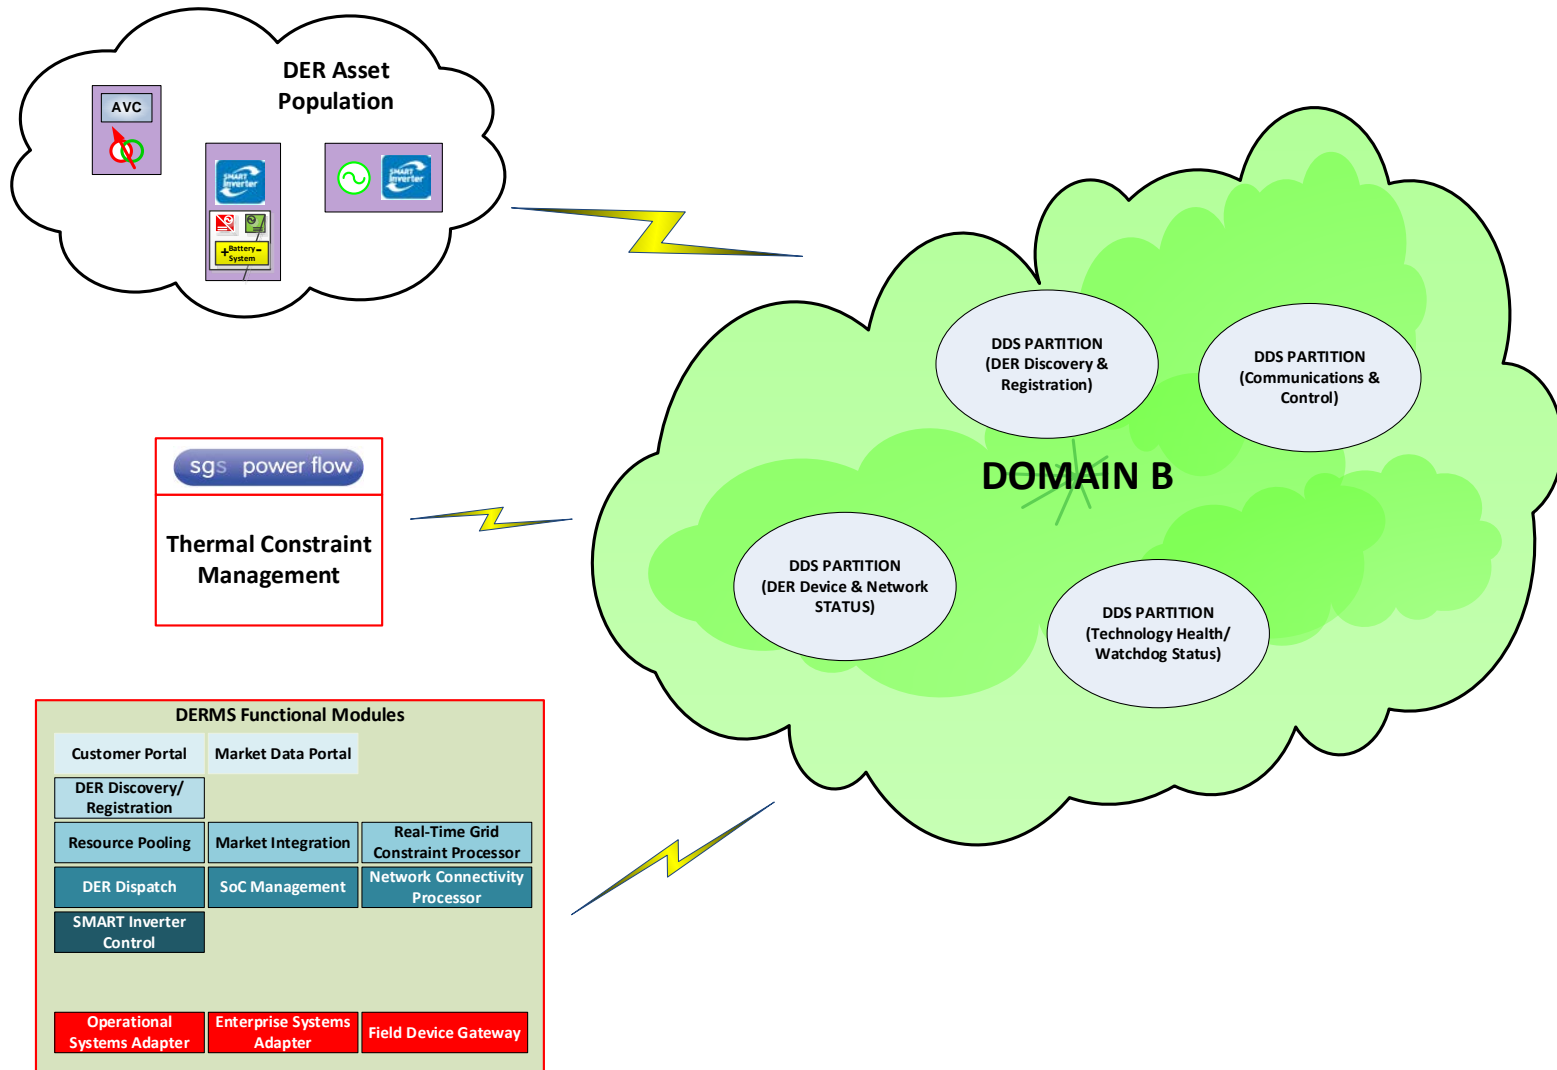 DER Asset
Population
AVC
SMART
Inverter
SMART
Inverter
+ Battery -
System
DDS PARTITION
(DER Discovery &
Registration)
DDS PARTITION
(Communications &
Control)
sgs power flow
Thermal Constraint
Management
DOMAIN B
DDS PARTITION
(DER Device & Network
STATUS)
DDS PARTITION
(Technology Health/
Watchdog Status)
DERMS Functional Modules
Customer Portal
Market Data Portal
DER Discovery/
Registration
Resource Pooling
Market Integration
Real-Time Grid
Constraint Processor
DER Dispatch
SoC Management
Network Connectivity
Processor
SMART Inverter
Control
Operational
Systems Adapter
Enterprise Systems
Adapter
Field Device Gateway